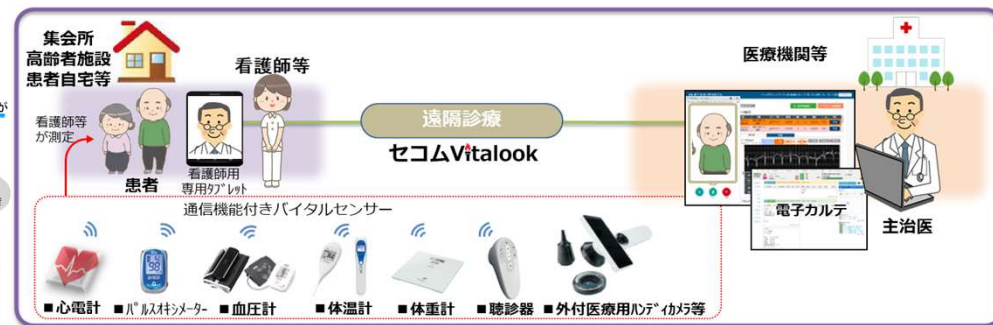 集会所
高齢者施設
患者自宅等
看護師等
医療機関等
が
看護師等
が測定
遠隔診療
セコムVitalook
患者
看護師用
専用ﾀﾌﾞﾚｯﾄ
電子カルテ
主治医
通信機能付きバイタルセンサー
■心電計
■ﾊﾟﾙｽｵｷｼﾒｰﾀｰ
■血圧計
■体温計
■体重計
■聴診器
■外付医療用ﾊﾝﾃﾞｨｶﾒﾗ等